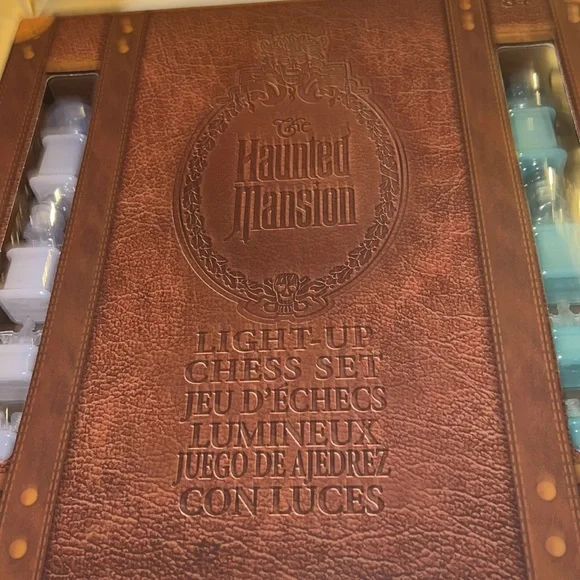 The
Haunted
Mansion
LIGHT-UP
CHESS SET
JEU D'ÉCHECS
LUMINEUX
JUEGO DE AJEDREZ
CON LUCES